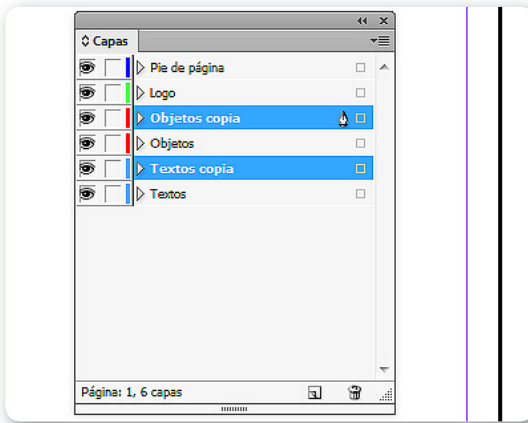 Capas
Pie de página
Logo
Objetos copia
Objetos
Textos copia
Textos
Página: 1, 6 capas